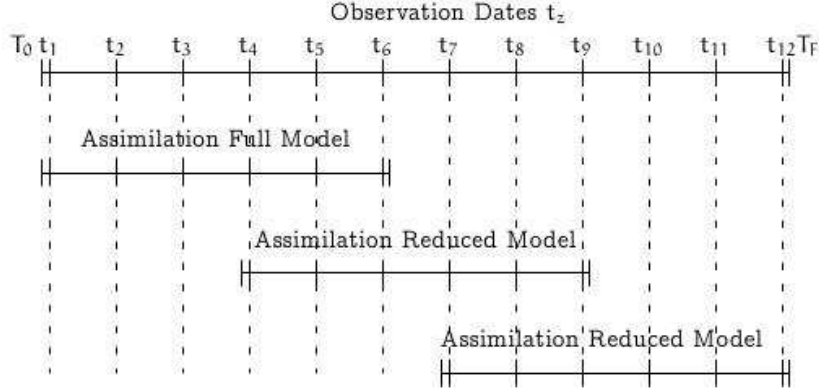 Observation Dates t_z
T_0 t_1 t_2 t_3 t_4 t_5 t_6 t_7 t_8 t_9 t_10 t_11 t_12 T_F
Assimilation Full Model
Assimilation Reduced Model
Assimilation Reduced Model